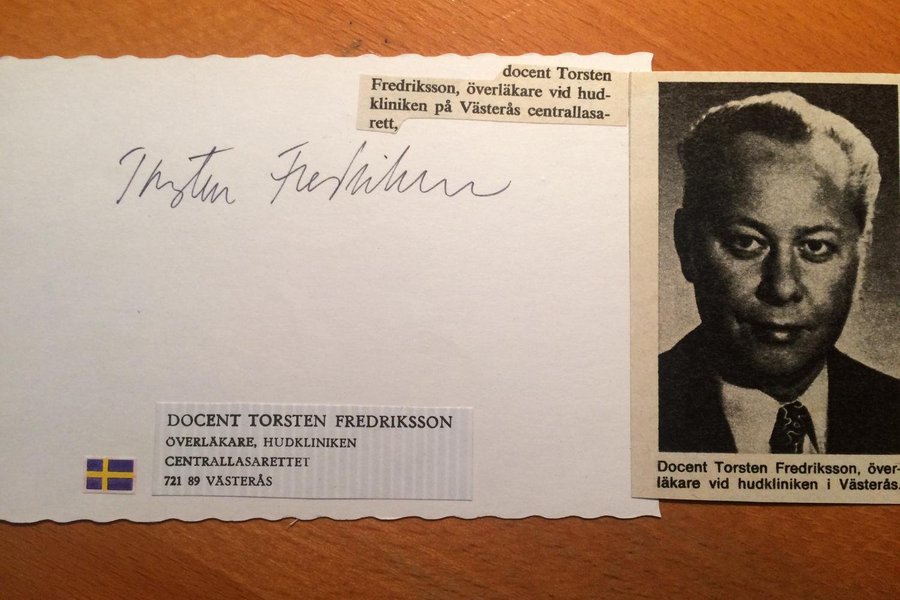 docent Torsten
Fredriksson, överläkare vid hud-
kliniken på Västerås centrallasa-
rett,
Torsten Fredriksson
DOCENT TORSTEN FREDRIKSSON
ÖVERLÄKARE, HUDKLINIKEN
CENTRALLASARETTET
721 89 VÄSTERÅS
Docent Torsten Fredriksson, över-
läkare vid hudkliniken i Västerås.